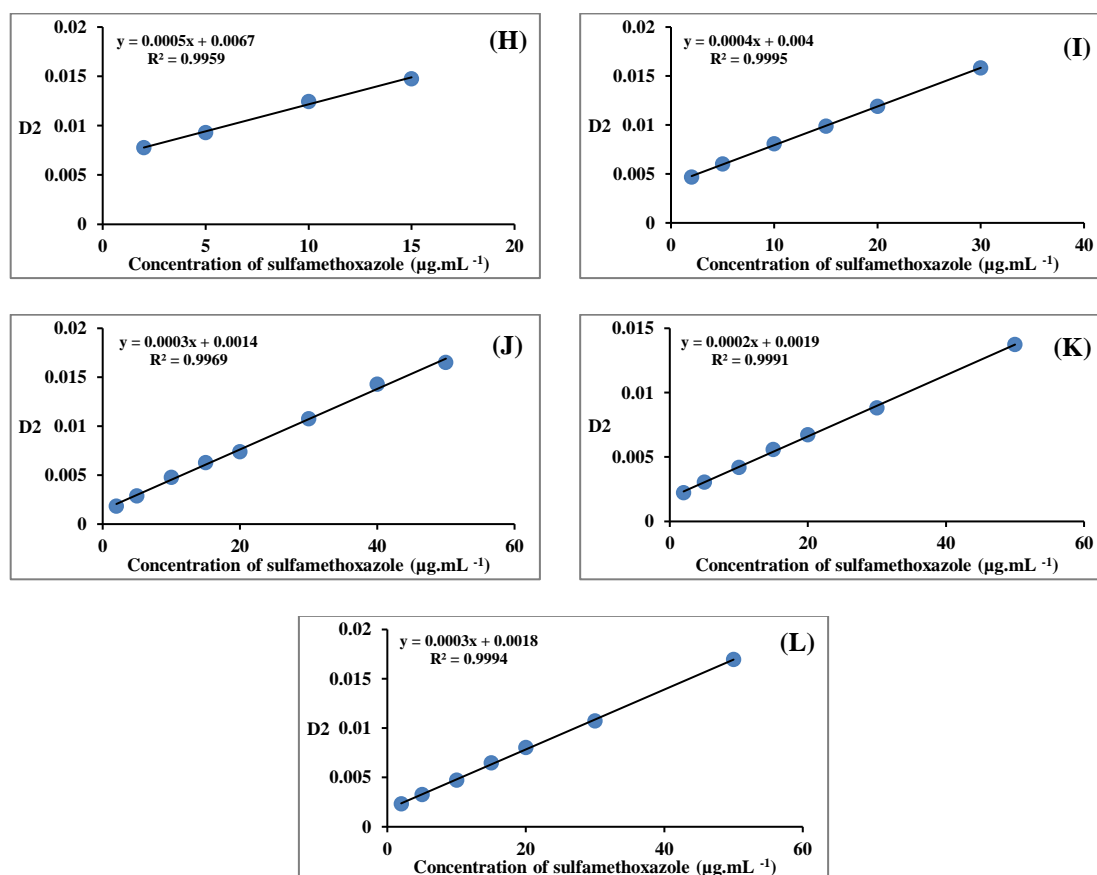 0.02
y = 0.0005x + 0.0067
R² = 0.9959
(H)
0.015
D2
0.01
0.005
0
0 5 10 15 20
Concentration of sulfamethoxazole (µg.mL ⁻¹)
0.02
y = 0.0004x + 0.004
R² = 0.9995
(I)
0.015
D2
0.01
0.005
0
0 10 20 30 40
Concentration of sulfamethoxazole (µg.mL ⁻¹)
0.02
y = 0.0003x + 0.0014
R² = 0.9969
(J)
0.015
D2
0.01
0.005
0
0 20 40 60
Concentration of sulfamethoxazole (µg.mL ⁻¹)
0.015
y = 0.0002x + 0.0019
R² = 0.9991
(K)
0.01
D2
0.005
0
0 20 40 60
Concentration of sulfamethoxazole (µg.mL ⁻¹)
0.02
y = 0.0003x + 0.0018
R² = 0.9994
(L)
0.015
D2
0.01
0.005
0
0 20 40 60
Concentration of sulfamethoxazole (µg.mL ⁻¹)